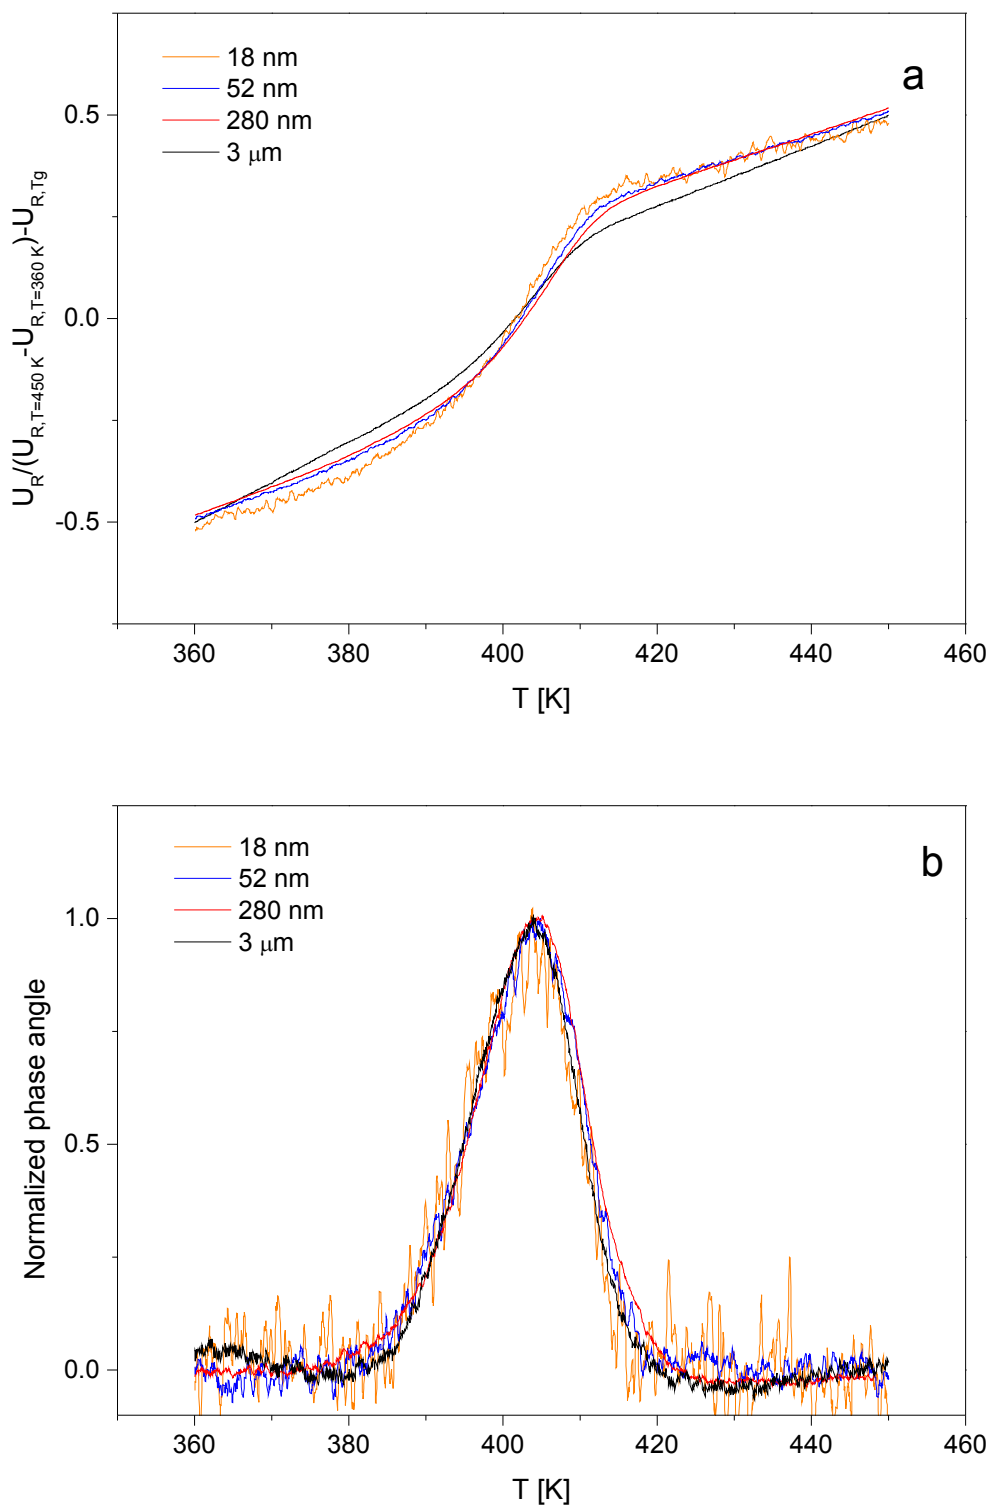 18 nm
52 nm
280 nm
3 μm
a
0.5
0.0
-0.5
U_R/(U_R,T=450 K-U_R,T=360 K)-U_R,Tg
360 380 400 420 440 460
T [K]
18 nm
52 nm
280 nm
3 μm
b
1.0
0.5
0.0
Normalized phase angle
360 380 400 420 440 460
T [K]